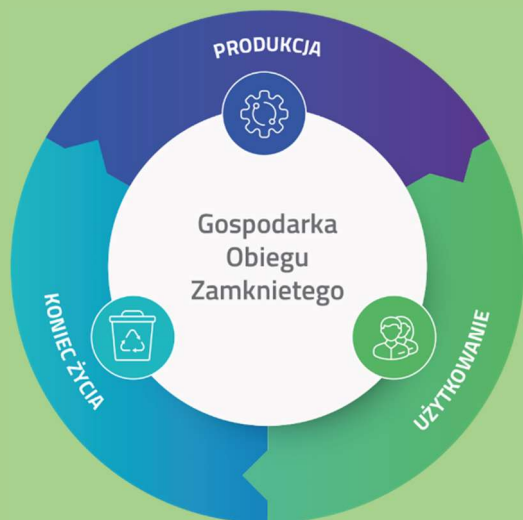 PRODUKCJA
Gospodarka
Obiegu
Zamknietego
KONIEC ŻYCIA
UŻYTKOWANIE